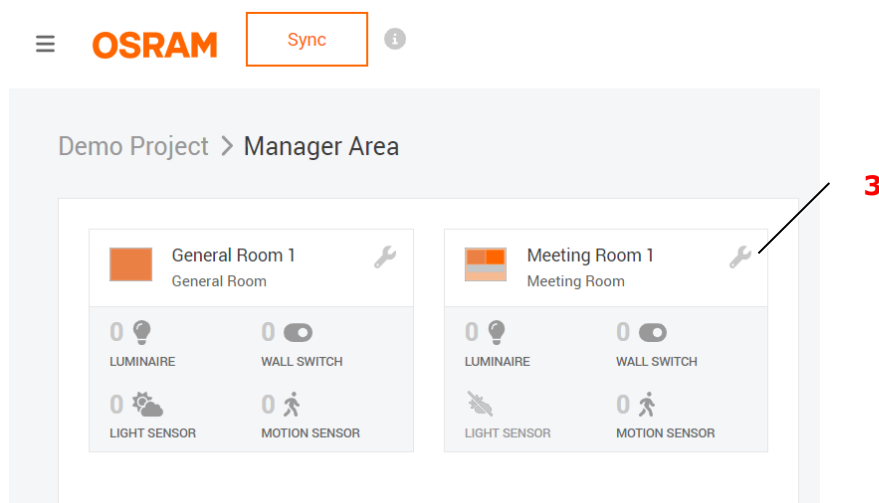 OSRAM Sync
Demo Project > Manager Area
3
General Room 1
General Room
Meeting Room 1
Meeting Room
0 0
LUMINAIRE WALL SWITCH
0 0
LIGHT SENSOR MOTION SENSOR
0 0
LUMINAIRE WALL SWITCH
0
LIGHT SENSOR MOTION SENSOR